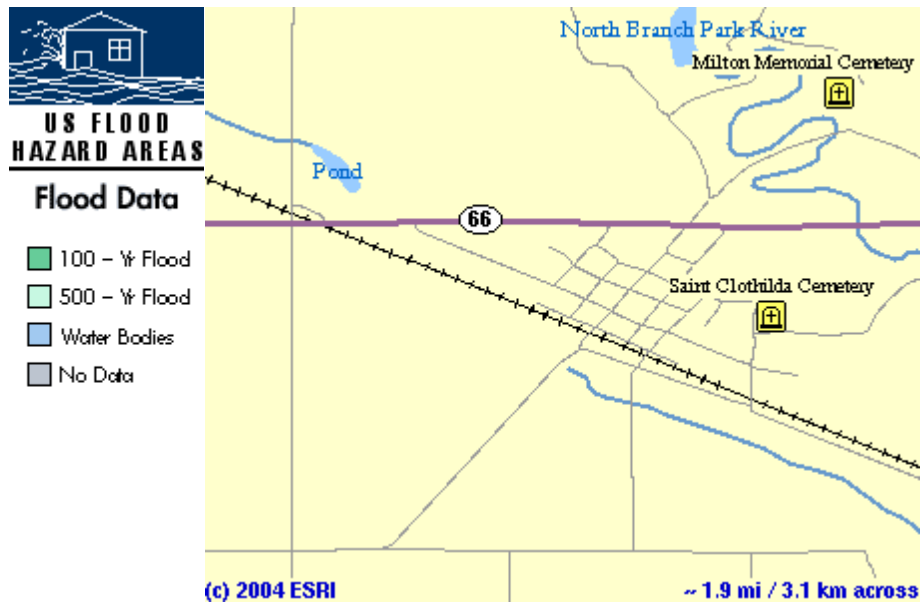 US FLOOD
HAZARD AREAS
Flood Data
100 - Yr Flood
500 - Yr Flood
Water Bodies
No Data
North Branch Park River
Milton Memorial Cemetery
Pond
66
Saint Clothilda Cemetery
(c) 2004 ESRI
~ 1.9 mi / 3.1 km across